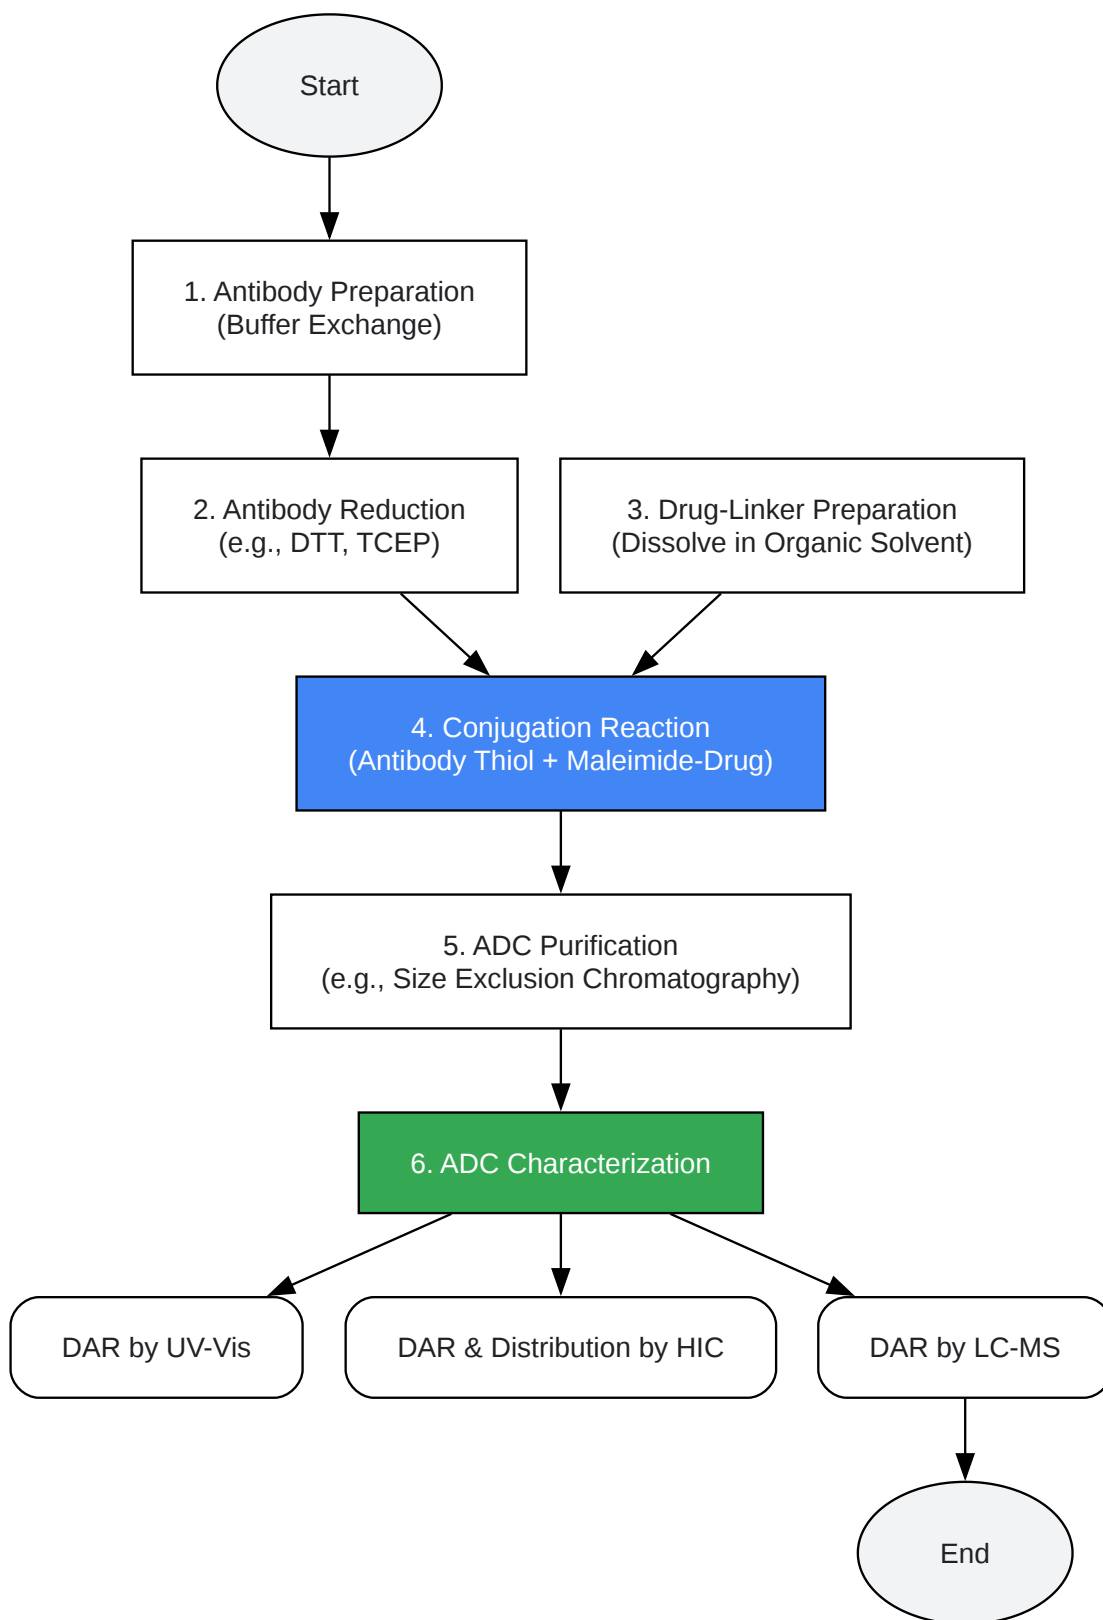 Start
1. Antibody Preparation
(Buffer Exchange)
2. Antibody Reduction
(e.g., DTT, TCEP)
3. Drug-Linker Preparation
(Dissolve in Organic Solvent)
4. Conjugation Reaction
(Antibody Thiol + Maleimide-Drug)
5. ADC Purification
(e.g., Size Exclusion Chromatography)
6. ADC Characterization
DAR by UV-Vis
DAR & Distribution by HIC
DAR by LC-MS
End